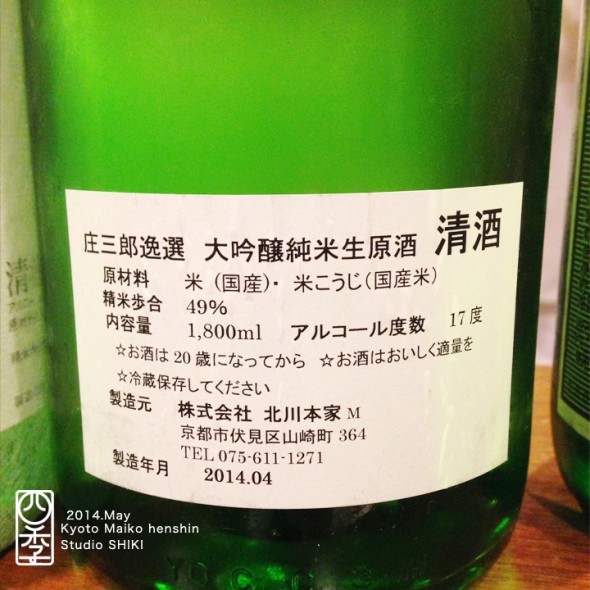 庄三郎逸選 大吟醸純米生原酒 清酒
原材料 米（国産）・ 米こうじ（国産米）
精米歩合 49%
内容量 1,800ml アルコール度数 17度
☆お酒は20歳になってから ☆お酒はおいしく適量を
☆冷蔵保存してください
製造元 株式会社 北川本家 M
京都市伏見区山崎町 364
TEL 075-611-1271
製造年月 2014.04
四季
2014.May
Kyoto Maiko henshin
Studio SHIKI